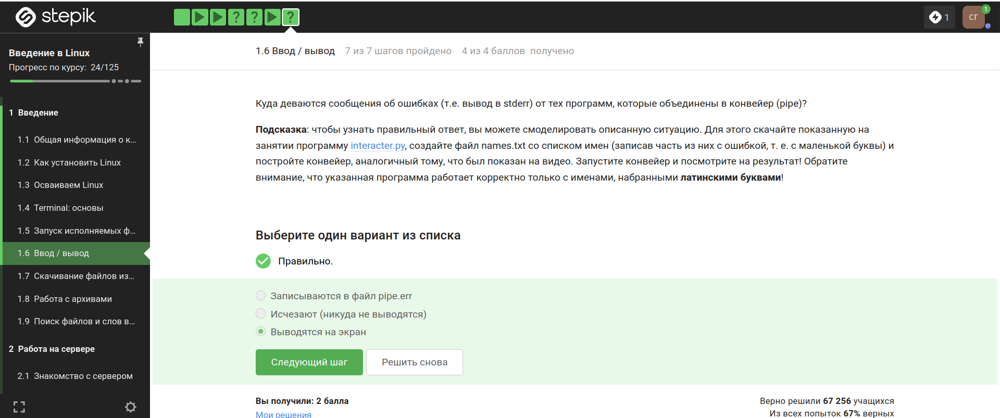 stepik
?
?
?
1
СГ
1
Введение в Linux
Прогресс по курсу: 24/125
1 Введение
1.1 Общая информация о к...
1.2 Как установить Linux
1.3 Осваиваем Linux
1.4 Terminal: основы
1.5 Запуск исполняемых ф...
1.6 Ввод / вывод
1.7 Скачивание файлов из...
1.8 Работа с архивами
1.9 Поиск файлов и слов в...
2 Работа на сервере
2.1 Знакомство с сервером
1.6 Ввод / вывод 7 из 7 шагов пройдено 4 из 4 баллов получено
Куда деваются сообщения об ошибках (т.е. вывод в stderr) от тех программ, которые объединены в конвейер (pipe)?
Подсказка: чтобы узнать правильный ответ, вы можете смоделировать описанную ситуацию. Для этого скачайте показанную на
занятии программу interacter.py, создайте файл names.txt со списком имен (записав часть из них с ошибкой, т. е. с маленькой буквы) и
постройте конвейер, аналогичный тому, что был показан на видео. Запустите конвейер и посмотрите на результат! Обратите
внимание, что указанная программа работает корректно только с именами, набранными латинскими буквами!
Выберите один вариант из списка
Правильно.
Записываются в файл pipe.err
Исчезают (никуда не выводятся)
Выводятся на экран
Следующий шаг
Решить снова
Вы получили: 2 балла
Мои решения
Верно решили 67 256 учащихся
Из всех попыток 67% верных